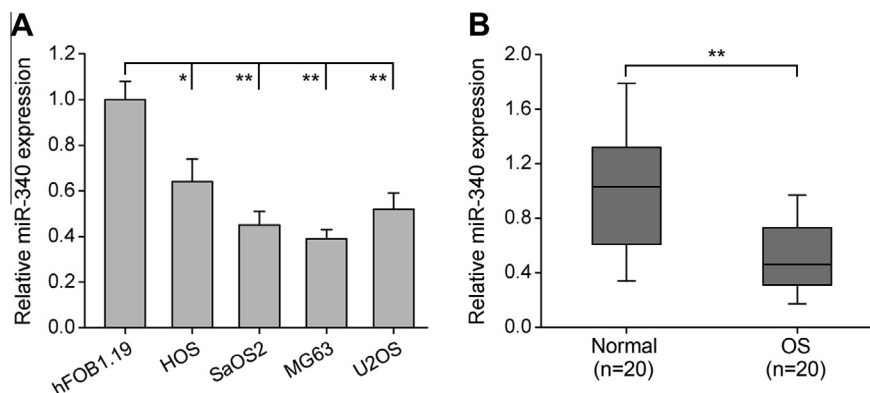 A
Relative miR-340 expression
1.2
1.0
0.8
0.6
0.4
0.2
0.0
* ** ** **
hFOB1.19
HOS
SaOS2
MG63
U2OS
B
Relative miR-340 expression
2.0
1.6
1.2
0.8
0.4
0.0
**
Normal
(n=20)
OS
(n=20)